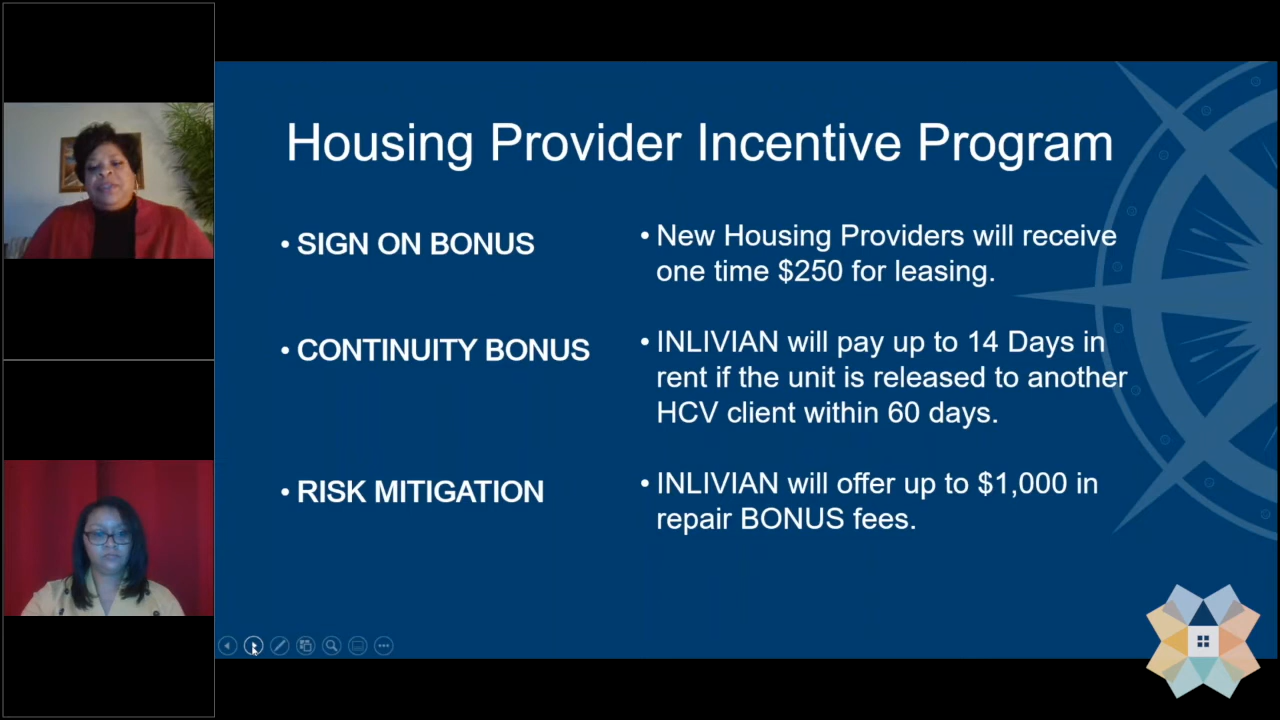 Housing Provider Incentive Program
• SIGN ON BONUS
• New Housing Providers will receive
one time $250 for leasing.
• CONTINUITY BONUS
• INLIVIAN will pay up to 14 Days in
rent if the unit is released to another
HCV client within 60 days.
• RISK MITIGATION
• INLIVIAN will offer up to $1,000 in
repair BONUS fees.